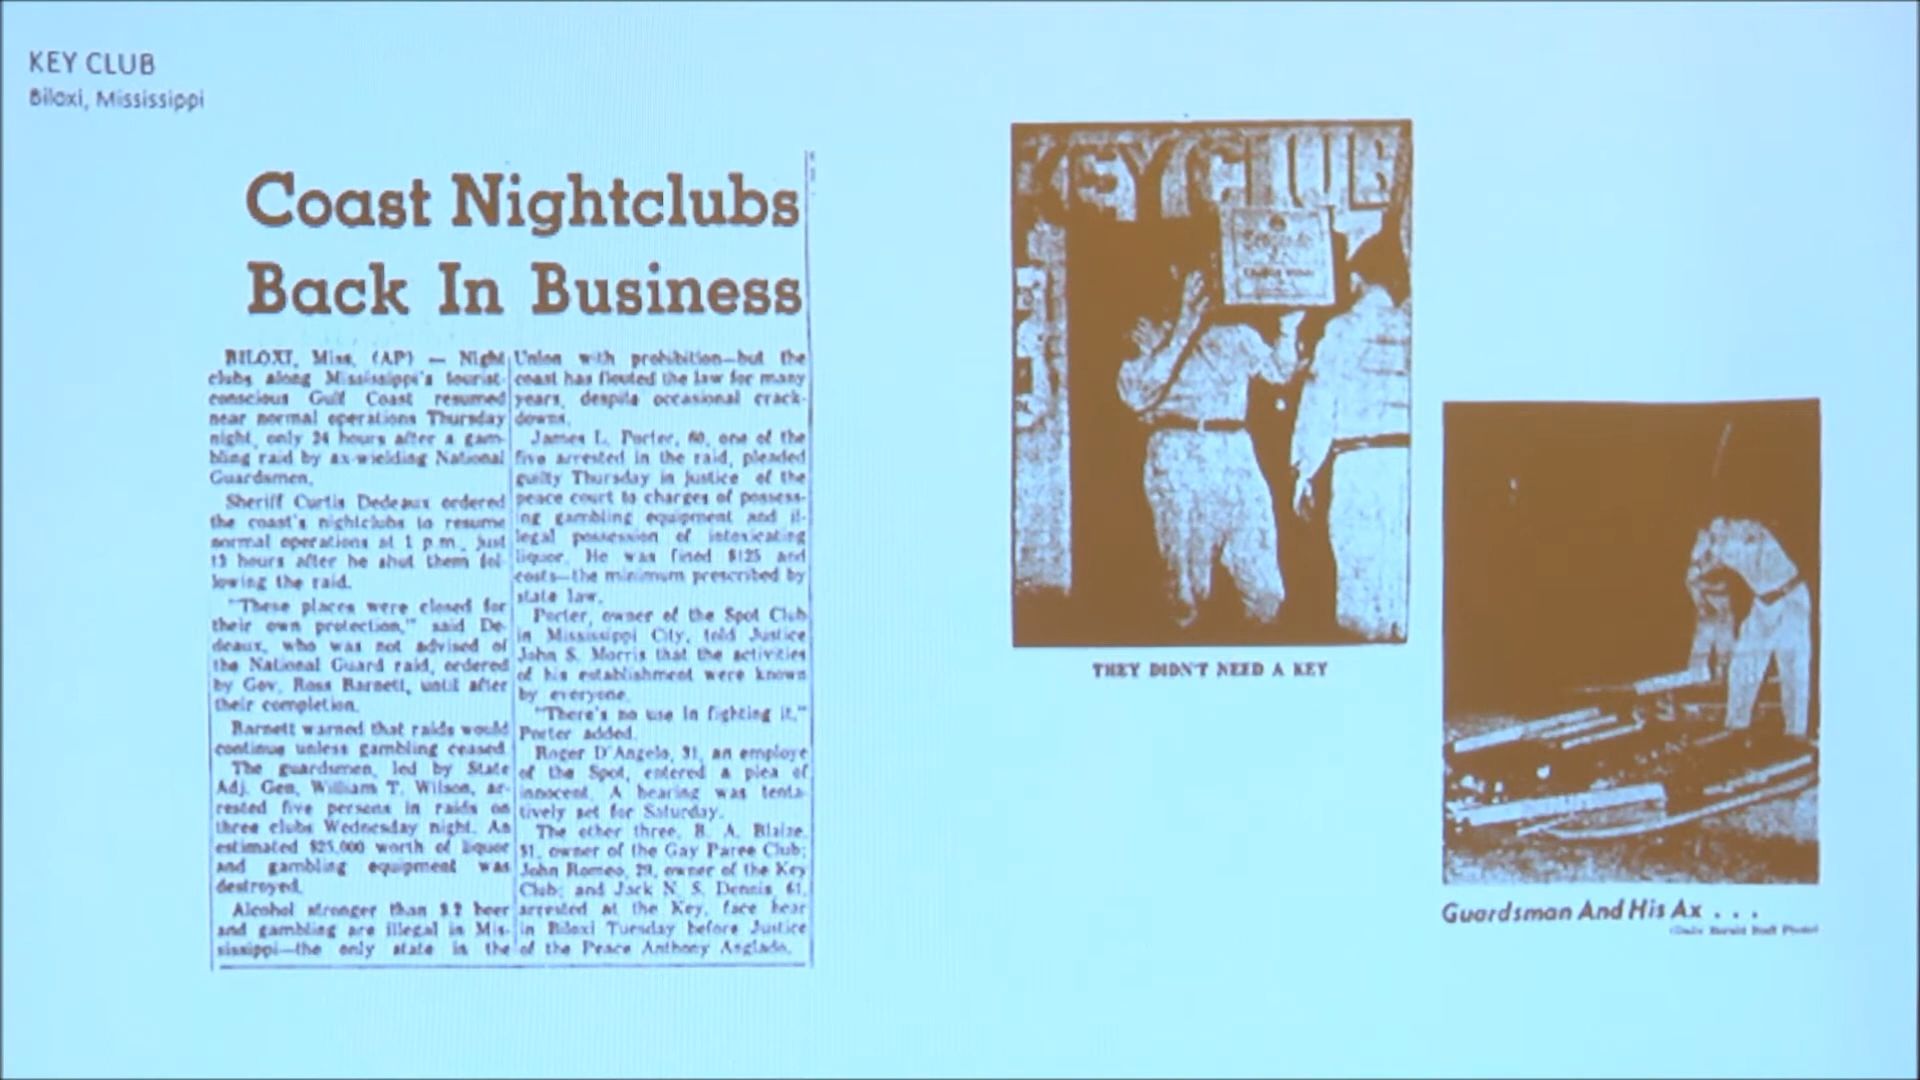 KEY CLUB
Biloxi, Mississippi
Coast Nightclubs
Back In Business
BILOXI, Miss. (AP) — Night
clubs along Mississippi's tourist-
conscious Gulf Coast resumed
near normal operations Thursday
night, only 24 hours after a gam-
bling raid by ax-wielding National
Guardsmen.
Sheriff Curtis Dedeaux ordered
the coast's nightclubs to resume
normal operations at 1 p.m., just
13 hours after he shut them fol-
lowing the raid.
"These places were closed for
their own protection," said De-
deaux, who was not advised of
the National Guard raid, ordered
by Gov. Ross Barnett, until after
their completion.
Barnett warned that raids would
continue unless gambling ceased.
The guardsmen, led by State
Adj. Gen. William T. Wilson, ar-
rested five persons in raids on
three clubs Wednesday night. An
estimated $25,000 worth of liquor
and gambling equipment was
destroyed.
Alcohol stronger than 3.2 beer
and gambling are illegal in Mis-
sissippi—the only state in the
Union with prohibition—but the
coast has flouted the law for many
years, despite occasional crack-
downs.
James L. Porter, 60, one of the
five arrested in the raid, pleaded
guilty Thursday in justice of the
peace court to charges of possess-
ing gambling equipment and il-
legal possession of intoxicating
liquor. He was fined $125 and
costs—the minimum prescribed by
state law.
Porter, owner of the Spot Club
in Mississippi City, told Justice
John S. Morris that the activities
of his establishment were known
by everyone.
"There's no use in fighting it,"
Porter added.
Roger D'Angelo, 31, an employe
of the Spot, entered a plea of
innocent. A hearing was tenta-
tively set for Saturday.
The other three, B. A. Blaize,
51, owner of the Gay Paree Club;
John Romeo, 29, owner of the Key
Club; and Jack N. S. Dennis, 61,
arrested at the Key, face hear
in Biloxi Tuesday before Justice
of the Peace Anthony Anglado.
KEY CLUB
THEY DIDN'T NEED A KEY
Guardsman And His Ax . . .
(Daily Herald Staff Photo)